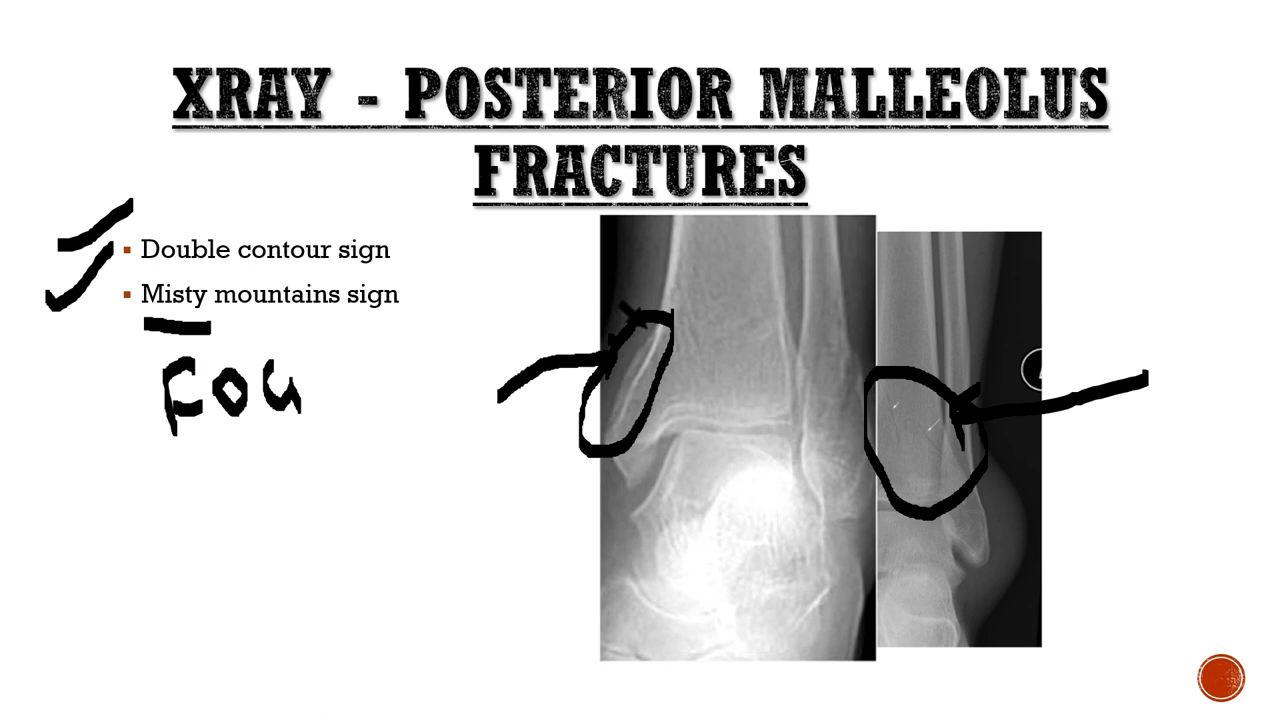 XRAY - POSTERIOR MALLEOLUS
FRACTURES
Double contour sign
Misty mountains sign
FOG